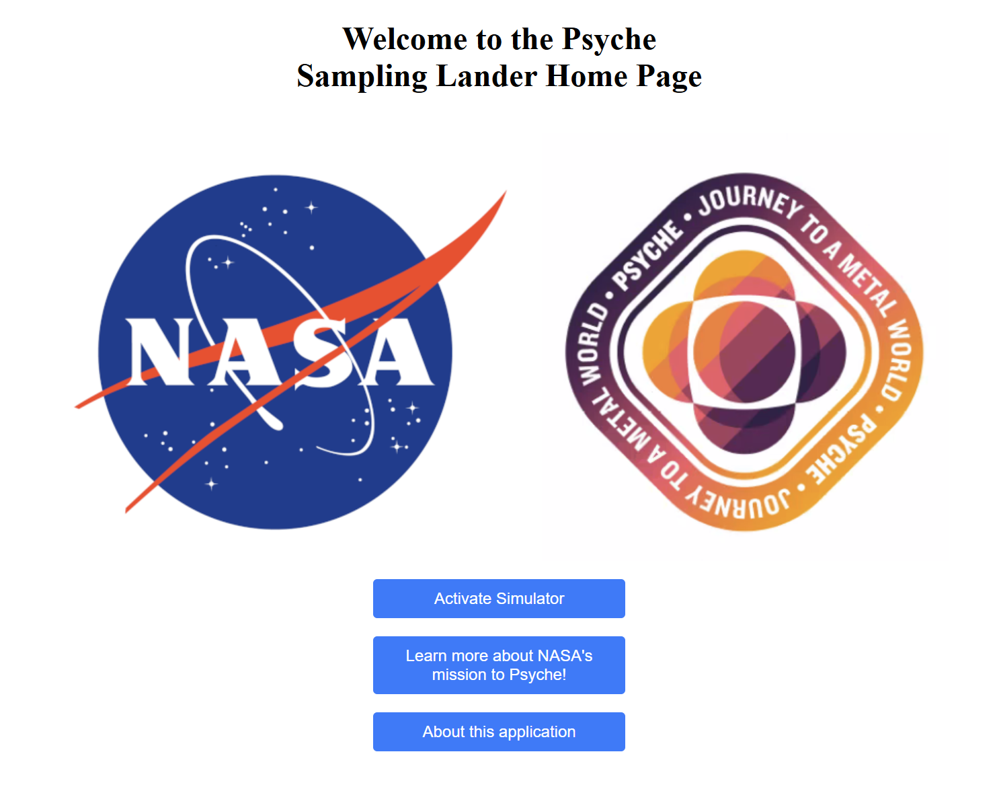 Welcome to the Psyche
Sampling Lander Home Page
NASA
PSYCHE • JOURNEY TO A METAL WORLD • PSYCHE • JOURNEY TO A METAL WORLD •
Activate Simulator
Learn more about NASA's
mission to Psyche!
About this application